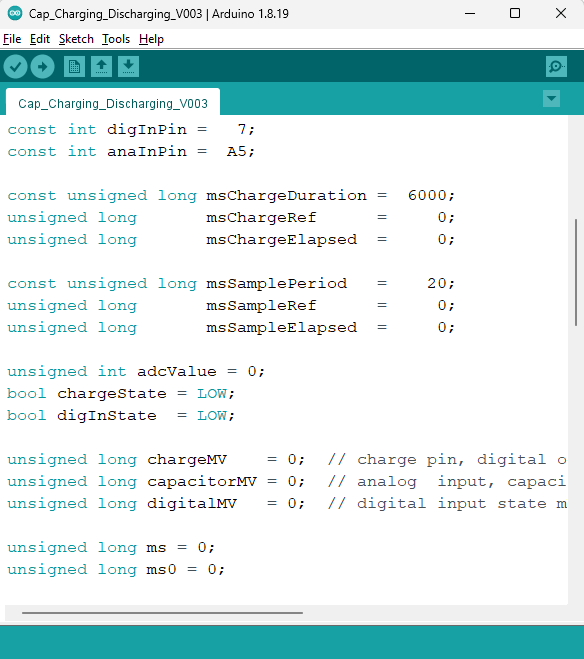 Cap_Charging_Discharging_V003 | Arduino 1.8.19
File Edit Sketch Tools Help
Cap_Charging_Discharging_V003
const int digInPin =   7;
const int anaInPin =  A5;
const unsigned long msChargeDuration =  6000;
unsigned long       msChargeRef      =     0;
unsigned long       msChargeElapsed  =     0;
const unsigned long msSamplePeriod   =    20;
unsigned long       msSampleRef      =     0;
unsigned long       msSampleElapsed  =     0;
unsigned int adcValue = 0;
bool chargeState = LOW;
bool digInState  = LOW;
unsigned long chargeMV    = 0;  // charge pin, digital o
unsigned long capacitorMV = 0;  // analog  input, capaci
unsigned long digitalMV   = 0;  // digital input state m
unsigned long ms = 0;
unsigned long ms0 = 0;